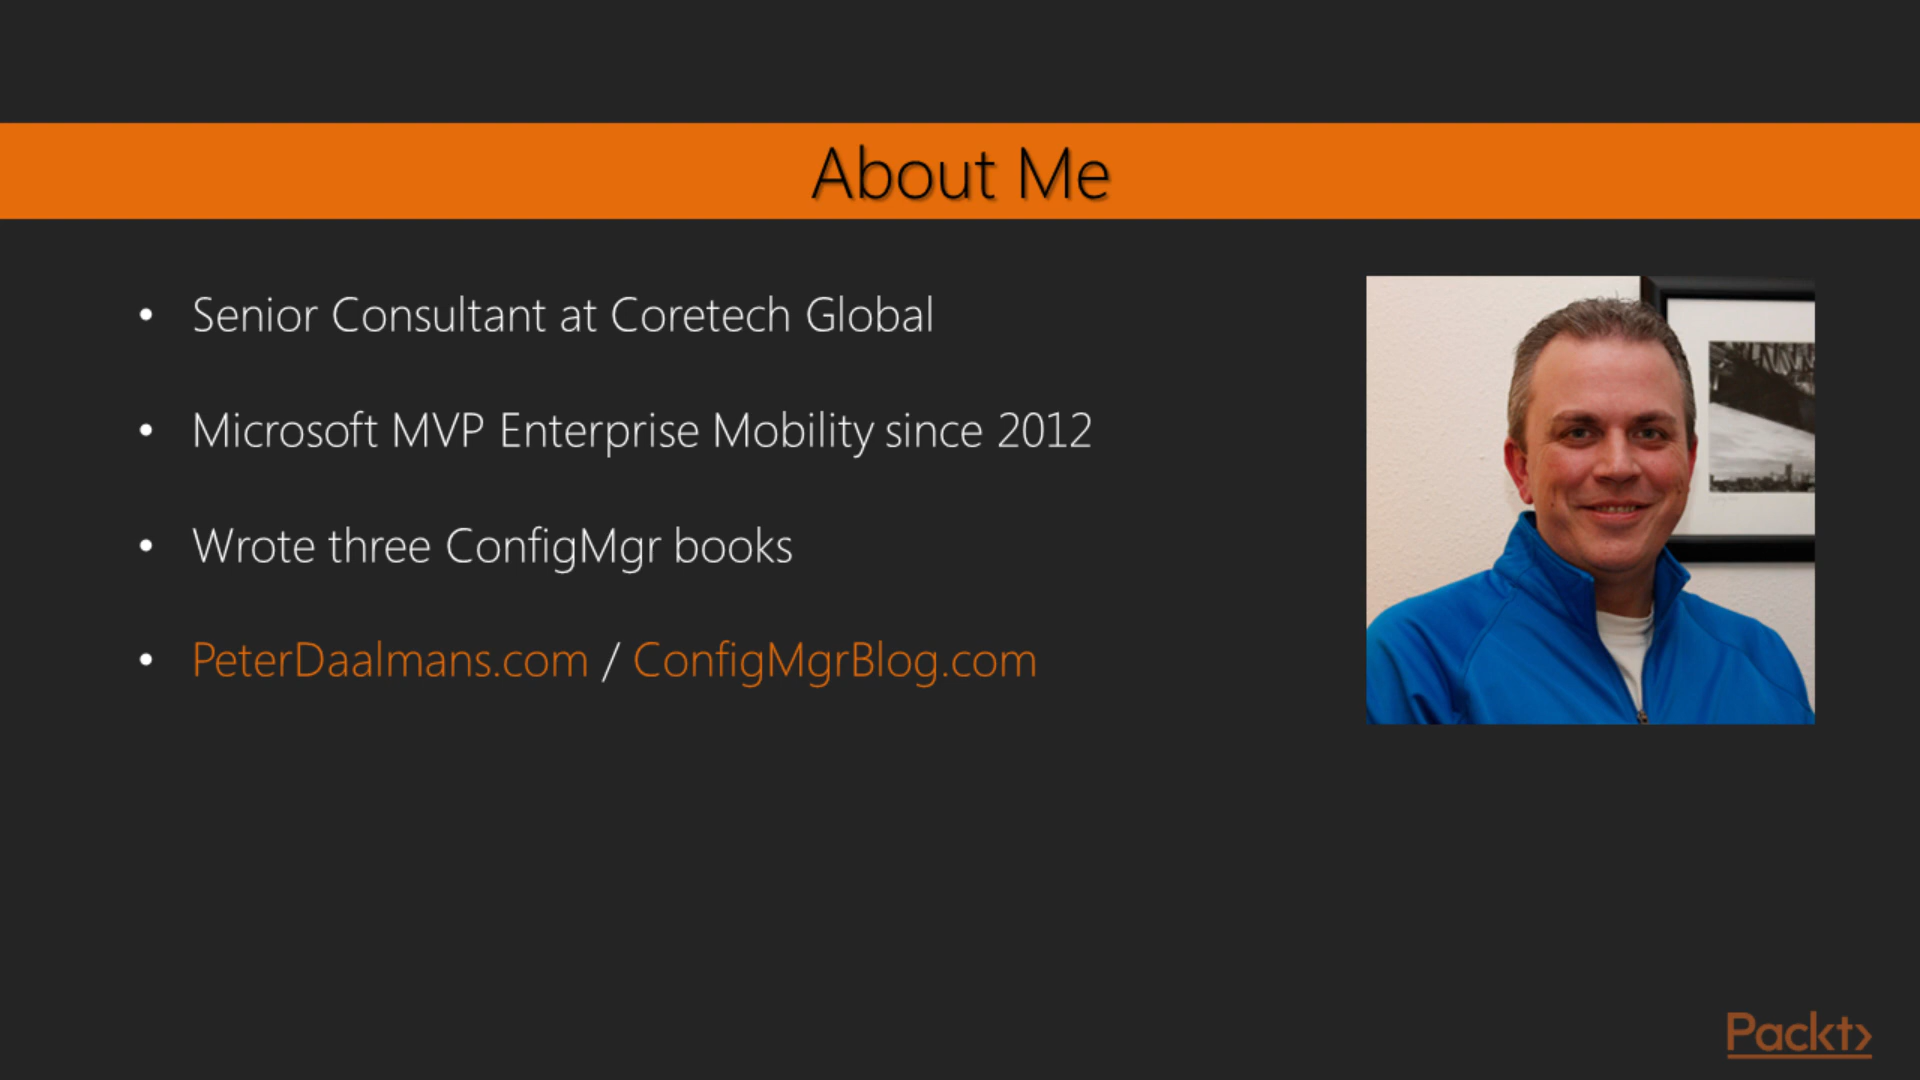 About Me
• Senior Consultant at Coretech Global
• Microsoft MVP Enterprise Mobility since 2012
• Wrote three ConfigMgr books
• PeterDaalmans.com / ConfigMgrBlog.com
Packt>